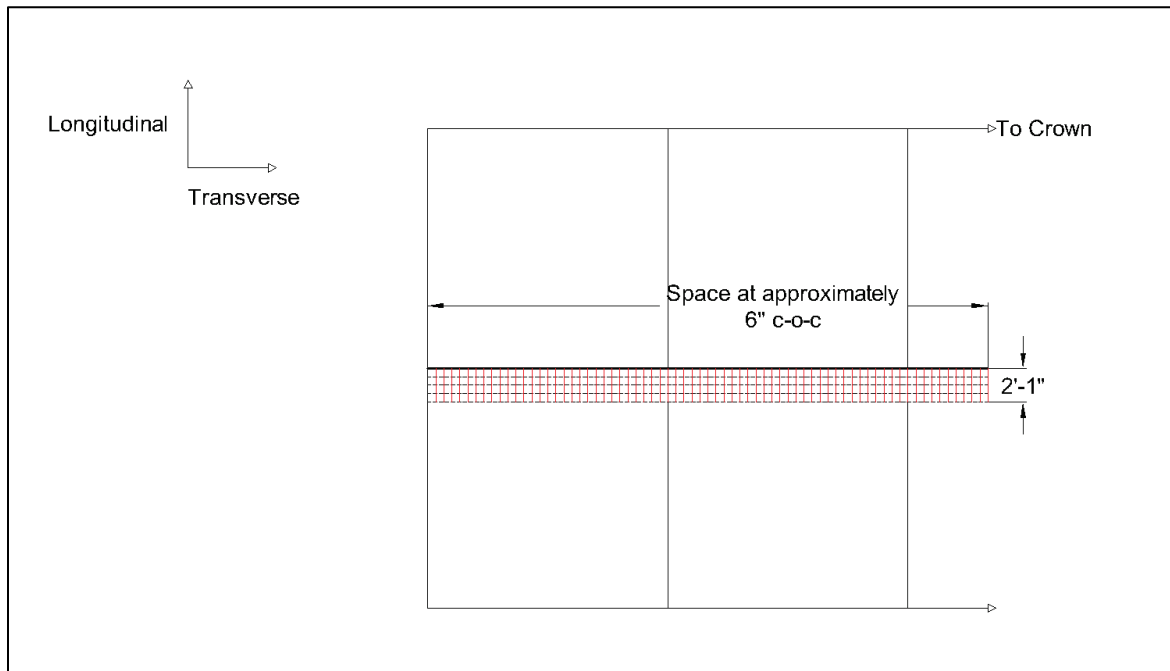 Longitudinal
To Crown
Transverse
Space at approximately
6" c-o-c
2'-1"